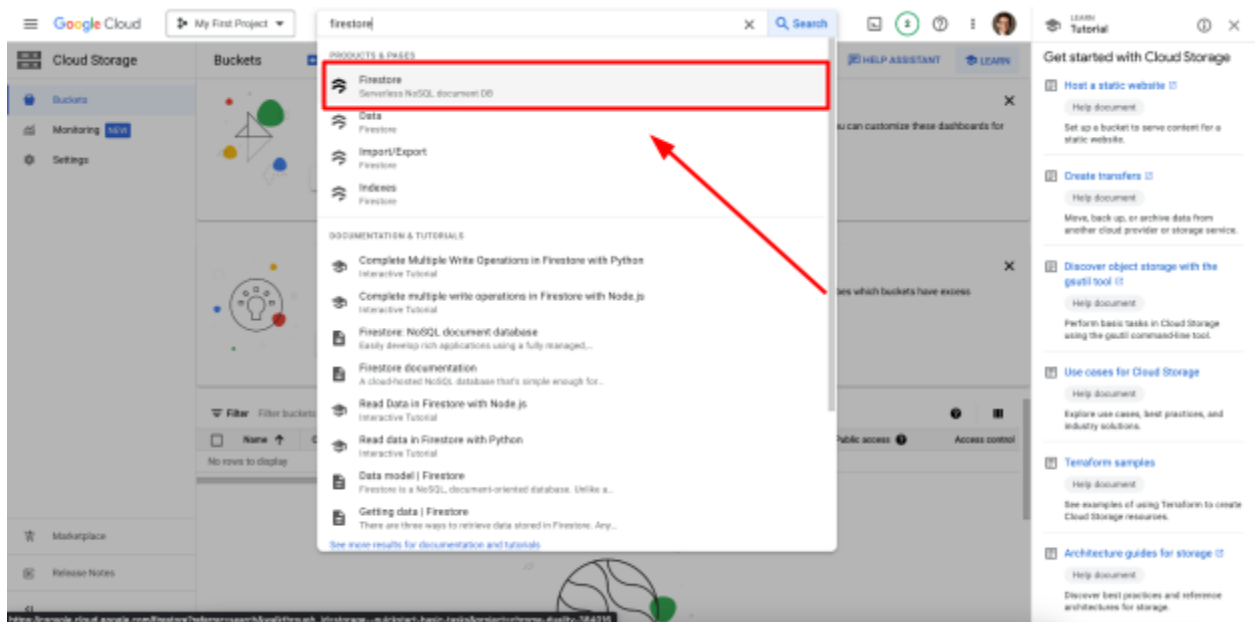 Google Cloud
My First Project
firestore
Search
2
LEARN
Tutorial
Cloud Storage
Buckets
HELP ASSISTANT
LEARN
Get started with Cloud Storage
Buckets
Monitoring NEW
Settings
PRODUCTS & PAGES
Firestore
Serverless NoSQL document DB
Data
Firestore
Import/Export
Firestore
Indexes
Firestore
DOCUMENTATION & TUTORIALS
Complete Multiple Write Operations in Firestore with Python
Interactive Tutorial
Complete multiple write operations in Firestore with Node.js
Interactive Tutorial
Firestore: NoSQL document database
Easily develop rich applications using a fully managed,...
Firestore documentation
A cloud-hosted NoSQL database that's simple enough for...
Read Data in Firestore with Node.js
Interactive Tutorial
Read data in Firestore with Python
Interactive Tutorial
Data model | Firestore
Firestore is a NoSQL, document-oriented database. Unlike a...
Getting data | Firestore
There are three ways to retrieve data stored in Firestore. Any...
See more results for documentation and tutorials
you can customize these dashboards for
which buckets have excess
Filter Filter buckets
Name
Public access
Access control
No rows to display
Marketplace
Release Notes
Host a static website
Help document
Set up a bucket to serve content for a
static website.
Create transfers
Help document
Move, back up, or archive data from
another cloud provider or storage service.
Discover object storage with the
gsutil tool
Help document
Perform basic tasks in Cloud Storage
using the gsutil command-line tool.
Use cases for Cloud Storage
Help document
Explore use cases, best practices, and
industry solutions.
Terraform samples
Help document
See examples of using Terraform to create
Cloud Storage resources.
Architecture guides for storage
Help document
Discover best practices and reference
architectures for storage.